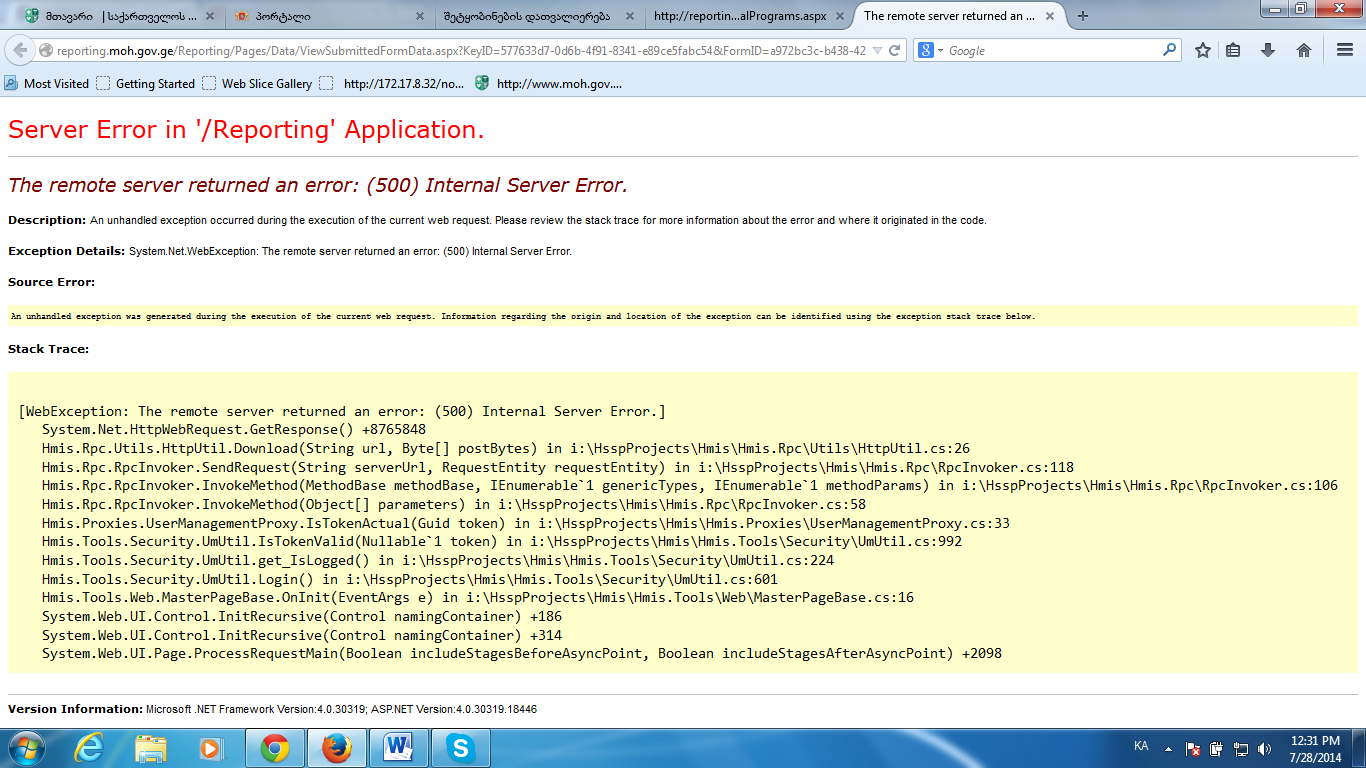 მთავარი | საქართველოს ...
პორტალი
შეტყობინების დათვალიერება
http://reportin...alPrograms.aspx
The remote server returned an ...
reporting.moh.gov.ge/Reporting/Pages/Data/ViewSubmittedFormData.aspx?KeyID=577633d7-0d6b-4f91-8341-e89ce5fabc54&FormID=a972bc3c-b438-42
Google
Most Visited
Getting Started
Web Slice Gallery
http://172.17.8.32/no...
http://www.moh.gov....
Server Error in '/Reporting' Application.
The remote server returned an error: (500) Internal Server Error.
Description: An unhandled exception occurred during the execution of the current web request. Please review the stack trace for more information about the error and where it originated in the code.
Exception Details: System.Net.WebException: The remote server returned an error: (500) Internal Server Error.
Source Error:
An unhandled exception was generated during the execution of the current web request. Information regarding the origin and location of the exception can be identified using the exception stack trace below.
Stack Trace:
[WebException: The remote server returned an error: (500) Internal Server Error.]
System.Net.HttpWebRequest.GetResponse() +8765848
Hmis.Rpc.Utils.HttpUtil.Download(String url, Byte[] postBytes) in i:\HsspProjects\Hmis\Hmis.Rpc\Utils\HttpUtil.cs:26
Hmis.Rpc.RpcInvoker.SendRequest(String serverUrl, RequestEntity requestEntity) in i:\HsspProjects\Hmis\Hmis.Rpc\RpcInvoker.cs:118
Hmis.Rpc.RpcInvoker.InvokeMethod(MethodBase methodBase, IEnumerable`1 genericTypes, IEnumerable`1 methodParams) in i:\HsspProjects\Hmis\Hmis.Rpc\RpcInvoker.cs:106
Hmis.Rpc.RpcInvoker.InvokeMethod(Object[] parameters) in i:\HsspProjects\Hmis\Hmis.Rpc\RpcInvoker.cs:58
Hmis.Proxies.UserManagementProxy.IsTokenActual(Guid token) in i:\HsspProjects\Hmis\Hmis.Proxies\UserManagementProxy.cs:33
Hmis.Tools.Security.UmUtil.IsTokenValid(Nullable`1 token) in i:\HsspProjects\Hmis\Hmis.Tools\Security\UmUtil.cs:992
Hmis.Tools.Security.UmUtil.get_IsLogged() in i:\HsspProjects\Hmis\Hmis.Tools\Security\UmUtil.cs:224
Hmis.Tools.Security.UmUtil.Login() in i:\HsspProjects\Hmis\Hmis.Tools\Security\UmUtil.cs:601
Hmis.Tools.Web.MasterPageBase.OnInit(EventArgs e) in i:\HsspProjects\Hmis\Hmis.Tools\Web\MasterPageBase.cs:16
System.Web.UI.Control.InitRecursive(Control namingContainer) +186
System.Web.UI.Control.InitRecursive(Control namingContainer) +314
System.Web.UI.Page.ProcessRequestMain(Boolean includeStagesBeforeAsyncPoint, Boolean includeStagesAfterAsyncPoint) +2098
Version Information: Microsoft .NET Framework Version:4.0.30319; ASP.NET Version:4.0.30319.18446
KA
12:31 PM
7/28/2014